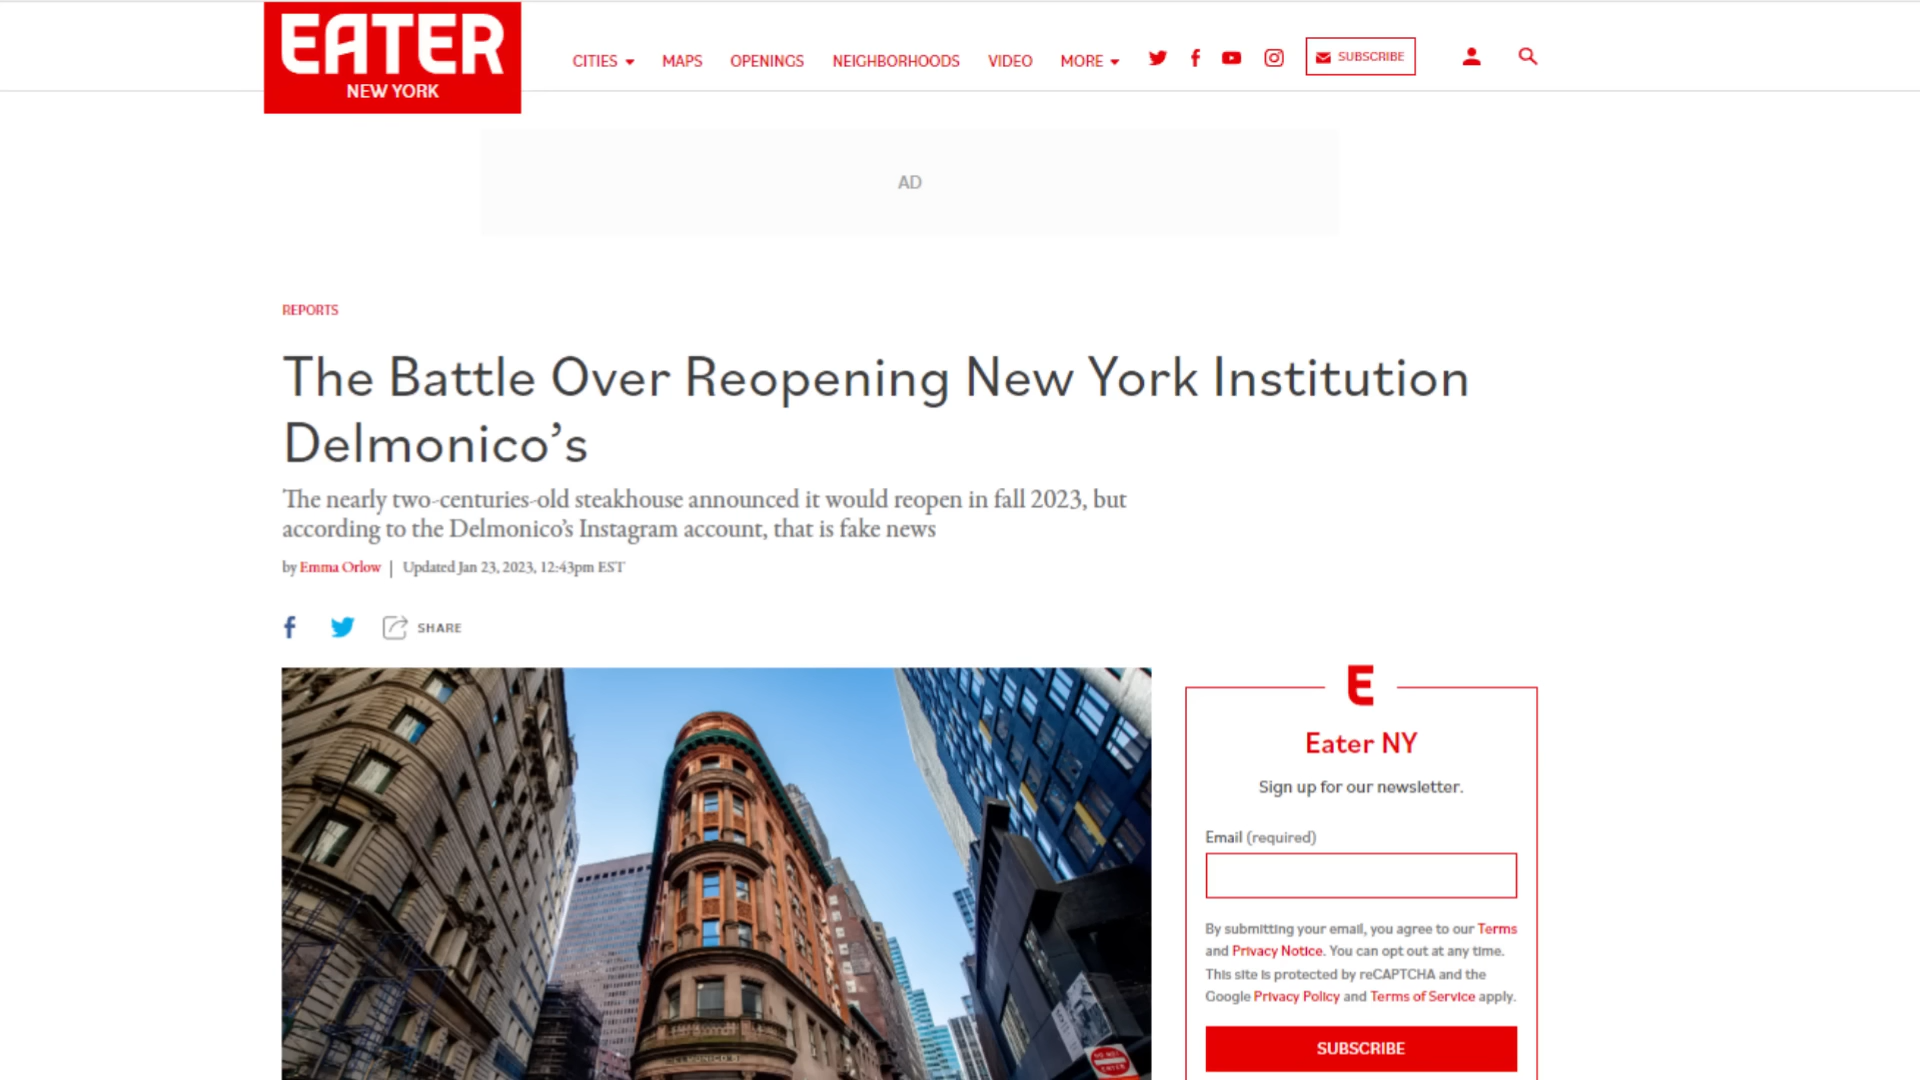 EATER
NEW YORK
CITIES
MAPS
OPENINGS
NEIGHBORHOODS
VIDEO
MORE
SUBSCRIBE
AD
REPORTS
The Battle Over Reopening New York Institution
Delmonico's
The nearly two-centuries-old steakhouse announced it would reopen in fall 2023, but
according to the Delmonico's Instagram account, that is fake news
by Emma Orlow | Updated Jan 23, 2023, 12:43pm EST
SHARE
E
Eater NY
Sign up for our newsletter.
Email (required)
By submitting your email, you agree to our Terms
and Privacy Notice. You can opt out at any time.
This site is protected by reCAPTCHA and the
Google Privacy Policy and Terms of Service apply.
SUBSCRIBE
DELMONICO'S
DO NOT
ENTER